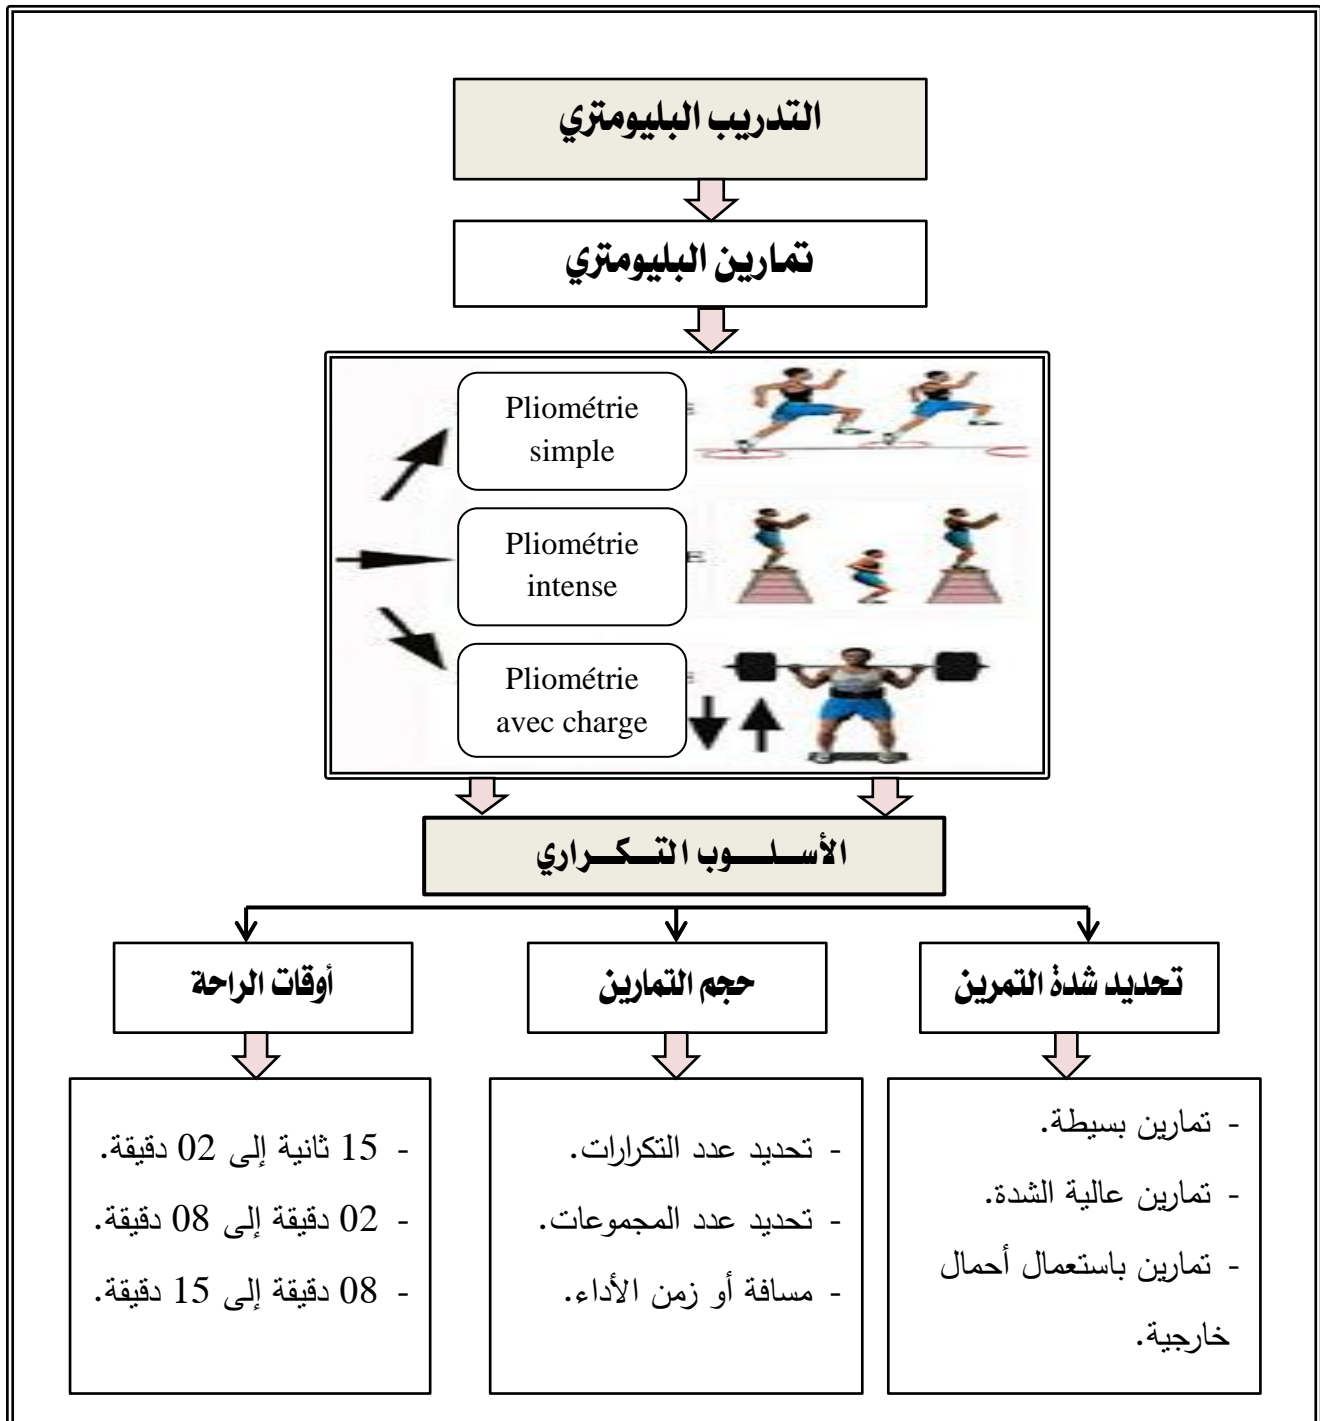 التدريب البليومتري
تمارين البليومتري
Pliométrie
simple
Pliométrie
intense
Pliométrie
avec charge
الأســلـــــوب التــكــــراري
تحديد شدة التمرين
حجم التمارين
أوقات الراحة
- تمارين بسيطة.
- تمارين عالية الشدة.
- تمارين باستعمال أحمال
خارجية.
- تحديد عدد التكرارات.
- تحديد عدد المجموعات.
- مسافة أو زمن الأداء.
- 15 ثانية إلى 02 دقيقة.
- 02 دقيقة إلى 08 دقيقة.
- 08 دقيقة إلى 15 دقيقة.